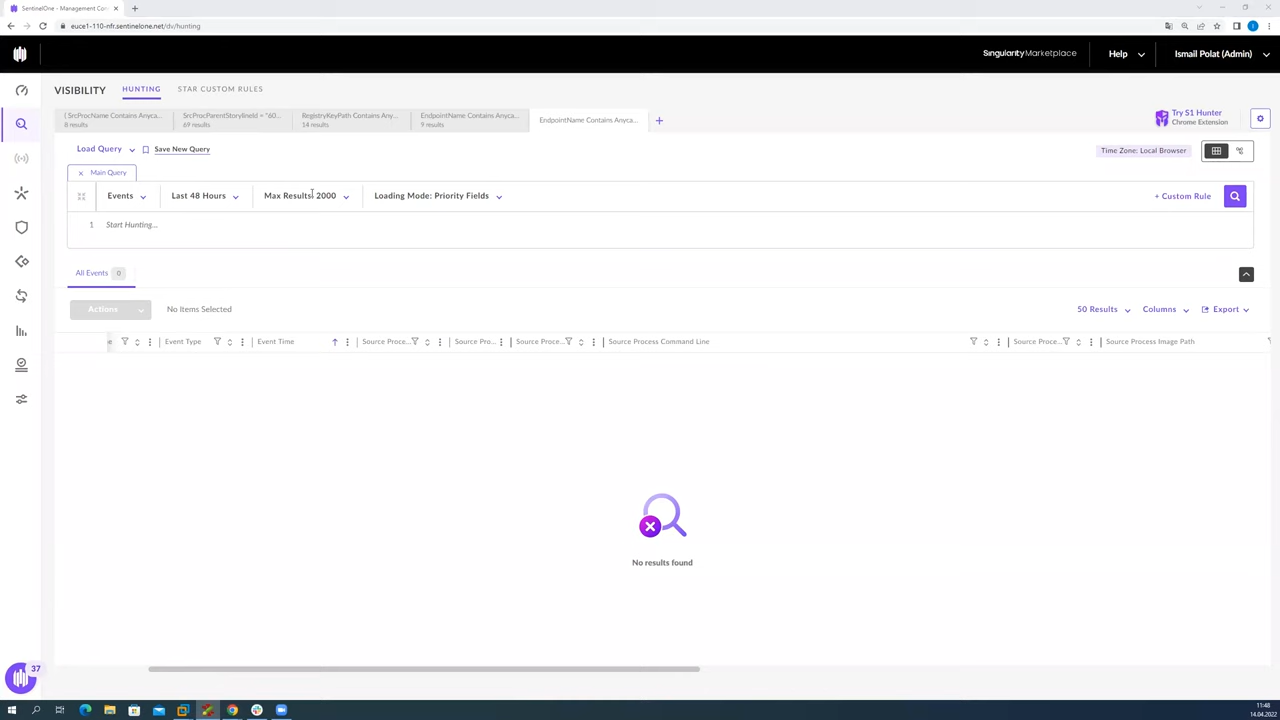 SentinelOne - Management Con
euce1-110-nfr.sentinelone.net/dv/hunting
Singularity Marketplace
Help
Ismail Polat (Admin)
VISIBILITY
HUNTING
STAR CUSTOM RULES
( SrcProcName Contains Anyca...
8 results
SrcProcParentStorylineId = "60...
69 results
RegistryKeyPath Contains Any...
14 results
EndpointName Contains Anyca...
9 results
EndpointName Contains Anyca...
+
Try S1 Hunter
Chrome Extension
Load Query
Save New Query
Time Zone: Local Browser
Main Query
Events
Last 48 Hours
Max Results: 2000
Loading Mode: Priority Fields
+ Custom Rule
1
Start Hunting...
All Events 0
Actions
No Items Selected
50 Results
Columns
Export
e
Event Type
Event Time
Source Proce...
Source Pro...
Source Proce...
Source Process Command Line
Source Proce...
Source Process Image Path
No results found
37
11:48
14.04.2022